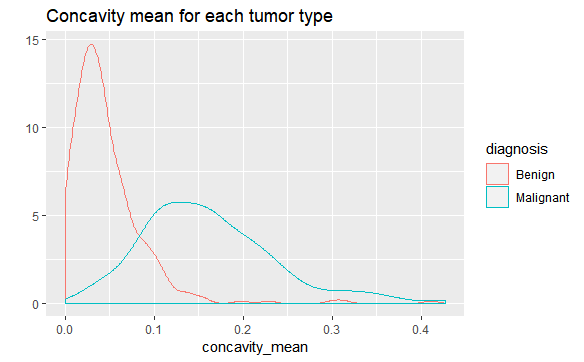 Concavity mean for each tumor type
15
10
5
0
0.0 0.1 0.2 0.3 0.4
concavity_mean
diagnosis
Benign
Malignant